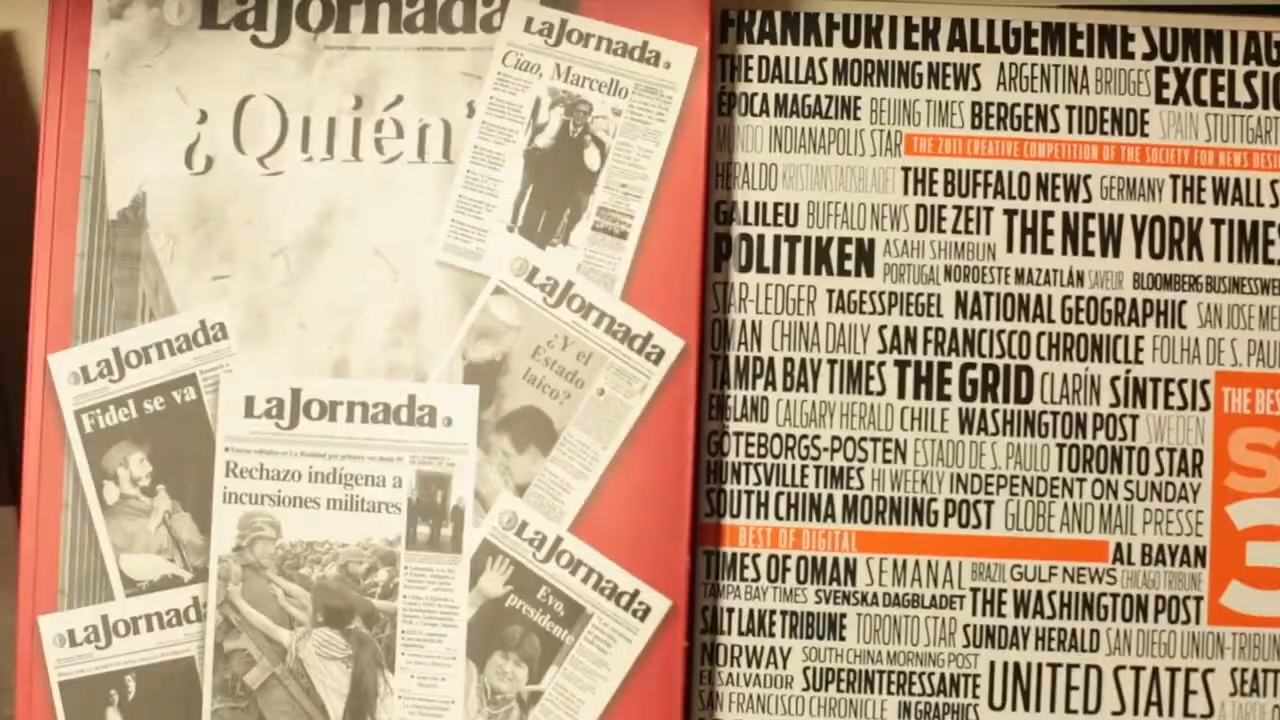 LaJornada
¿Quién
LaJornada
Ciao, Marcello
LaJornada
¿Y el
Estado
laico?
LaJornada
Fidel se va
LaJornada
Rechazo indígena a
incursiones militares
LaJornada
Evo,
presidente
LaJornada
FRANKFURTER ALLGEMEINE SONNTAG
THE DALLAS MORNING NEWS ARGENTINA BRIDGES EXCELSIO
ÉPOCA MAGAZINE BEIJING TIMES BERGENS TIDENDE SPAIN STUTTGART
MUNDO INDIANAPOLIS STAR THE 2011 CREATIVE COMPETITION OF THE SOCIETY FOR NEWS DESI
HERALDO KRISTIANSTADSBLADET THE BUFFALO NEWS GERMANY THE WALL S
GALILEU BUFFALO NEWS DIE ZEIT THE NEW YORK TIMES
POLITIKEN ASAHI SHIMBUN
PORTUGAL NOROESTE MAZATLÁN SAVEUR BLOOMBERG BUSINESSWE
STAR-LEDGER TAGESSPIEGEL NATIONAL GEOGRAPHIC SAN JOSE ME
OMAN CHINA DAILY SAN FRANCISCO CHRONICLE FOLHA DE S. PAU
TAMPA BAY TIMES THE GRID CLARÍN SÍNTESIS
THE BES
ENGLAND CALGARY HERALD CHILE WASHINGTON POST SWEDEN
GÖTEBORGS-POSTEN ESTADO DE S. PAULO TORONTO STAR
HUNTSVILLE TIMES HI WEEKLY INDEPENDENT ON SUNDAY
SOUTH CHINA MORNING POST GLOBE AND MAIL PRESSE
BEST OF DIGITAL AL BAYAN
TIMES OF OMAN SEMANAL BRAZIL GULF NEWS CHICAGO TRIBUNE
TAMPA BAY TIMES SVENSKA DAGBLADET THE WASHINGTON POST
SALT LAKE TRIBUNE TORONTO STAR SUNDAY HERALD SAN DIEGO UNION-TRIBUN
NORWAY SOUTH CHINA MORNING POST UNITED STATES SEATT
EL SALVADOR SUPERINTERESSANTE A TARDE
SAN FRANCISCO CHRONICLE IN GRAPHICS